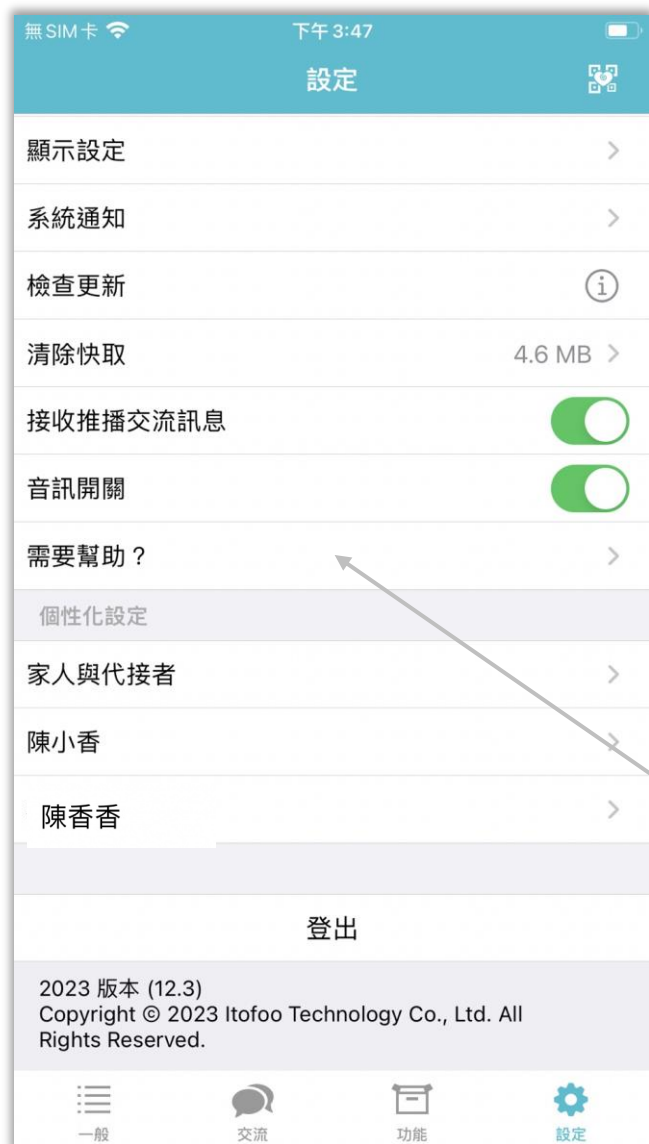 無SIM卡
下午3:47
設定
顯示設定
系統通知
檢查更新
清除快取 4.6 MB
接收推播交流訊息
音訊開關
需要幫助？
個性化設定
家人與代接者
陳小香
陳香香
登出
2023 版本 (12.3)
Copyright © 2023 Itofoo Technology Co., Ltd. All
Rights Reserved.
一般 交流 功能 設定